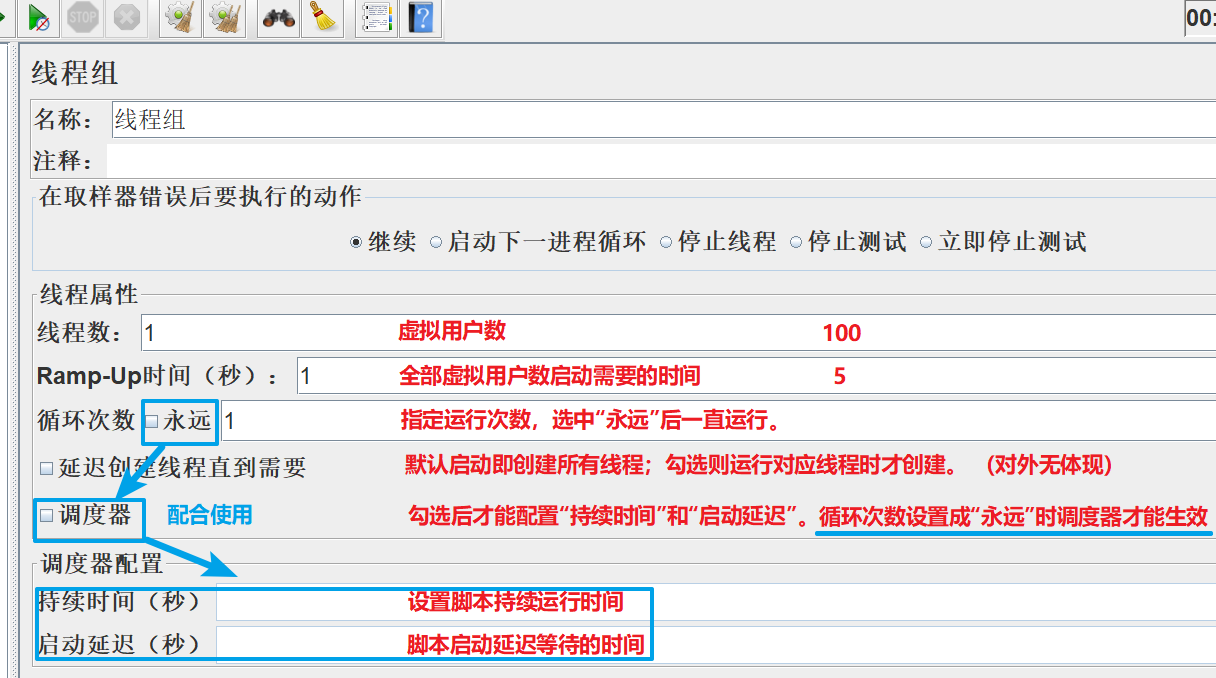 STOP
00:
线程组
名称： 线程组
注释：
在取样器错误后要执行的动作
继续 启动下一进程循环 停止线程 停止测试 立即停止测试
线程属性
线程数： 1 虚拟用户数 100
Ramp-Up时间（秒）： 1 全部虚拟用户数启动需要的时间 5
循环次数 永远 1 指定运行次数，选中“永远”后一直运行。
延迟创建线程直到需要 默认启动即创建所有线程；勾选则运行对应线程时才创建。（对外无体现）
调度器 配合使用 勾选后才能配置“持续时间”和“启动延迟”。循环次数设置成“永远”时调度器才能生效
调度器配置
持续时间（秒） 设置脚本持续运行时间
启动延迟（秒） 脚本启动延迟等待的时间